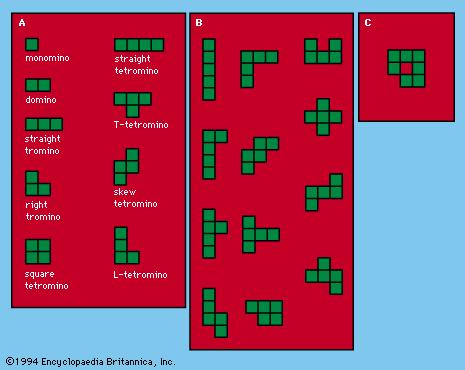 A
monomino
domino
straight
tromino
right
tromino
square
tetromino
straight
tetromino
T-tetromino
skew
tetromino
L-tetromino
B
C
©1994 Encyclopaedia Britannica, Inc.